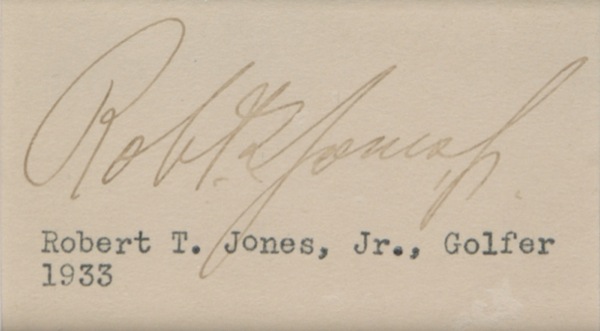 Robt. T. Jones, Jr.
Robert T. Jones, Jr., Golfer
1933